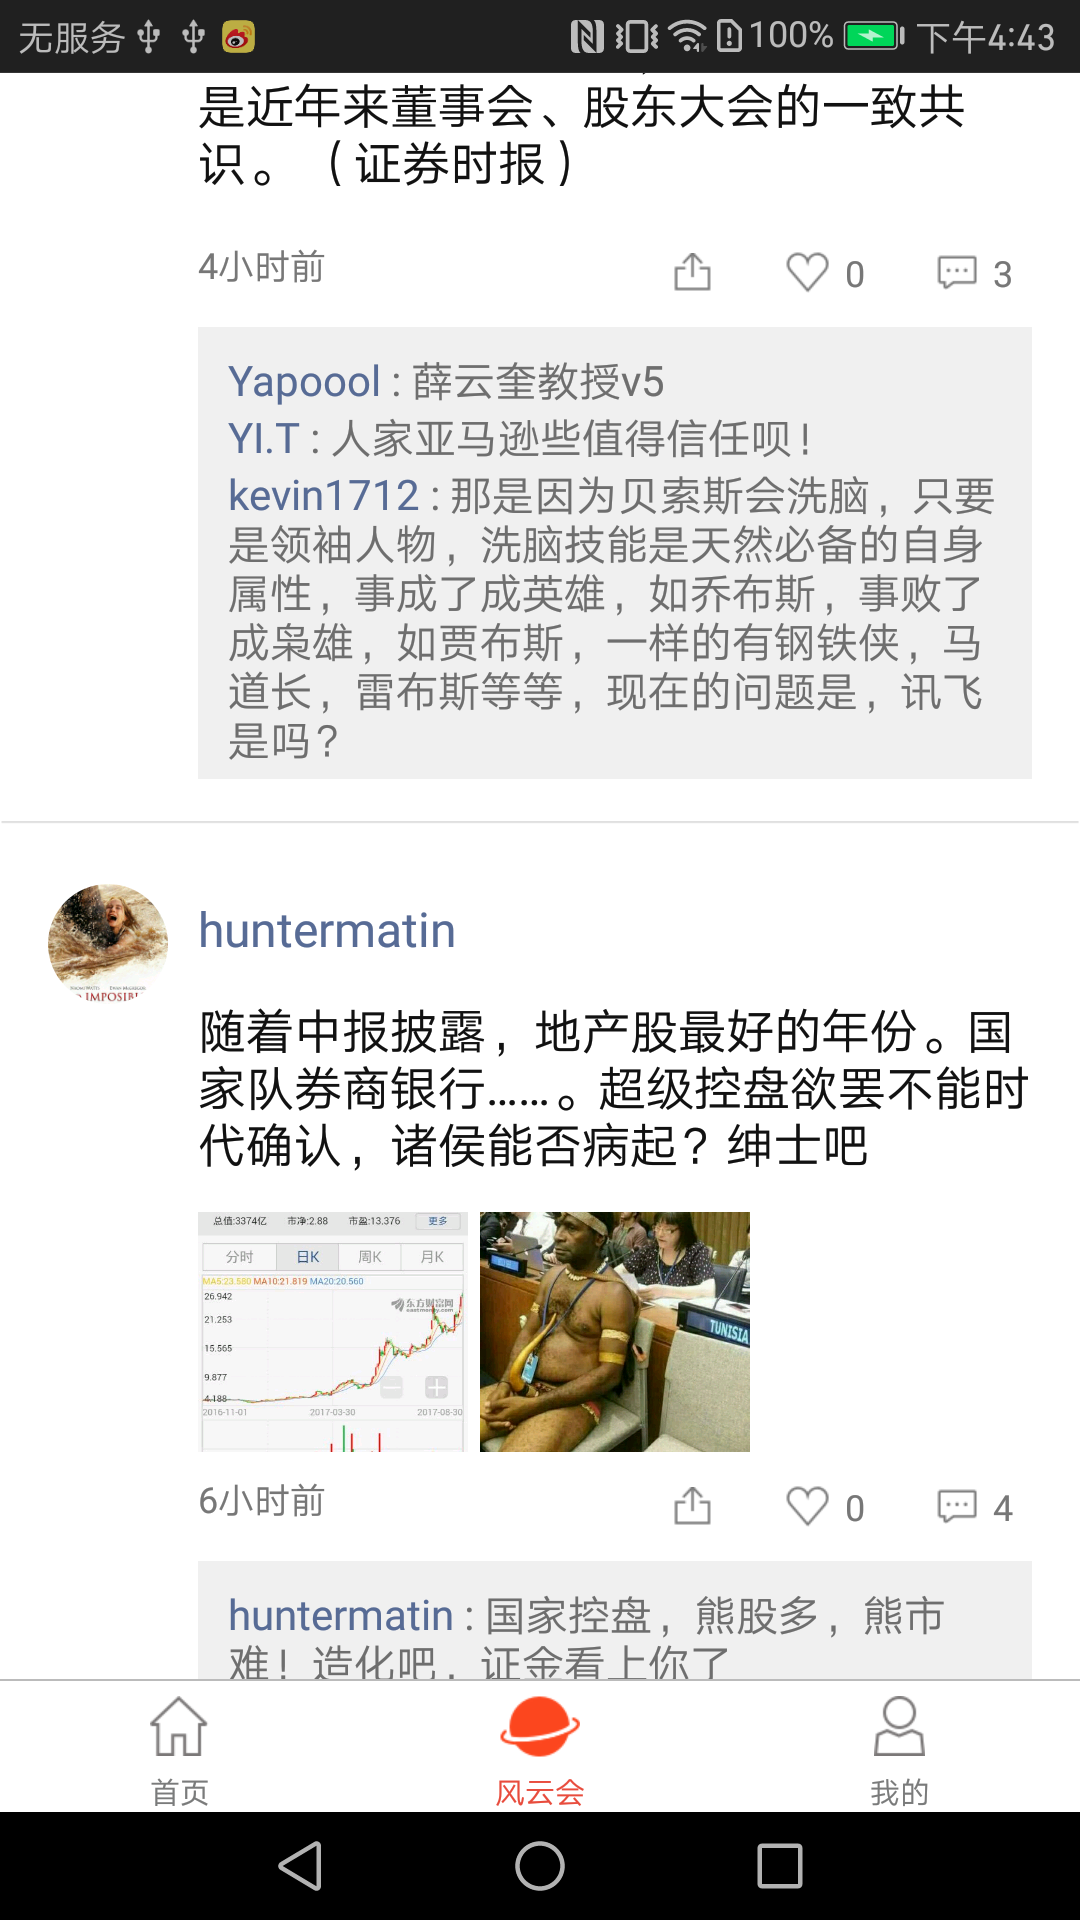 无服务 100% 下午4:43
是近年来董事会、股东大会的一致共
识。（证券时报）
4小时前 0 3
Yapoool : 薛云奎教授v5
YI.T : 人家亚马逊些值得信任呗！
kevin1712 : 那是因为贝索斯会洗脑，只要
是领袖人物，洗脑技能是天然必备的自身
属性，事成了成英雄，如乔布斯，事败了
成枭雄，如贾布斯，一样的有钢铁侠，马
道长，雷布斯等等，现在的问题是，讯飞
是吗？
huntermatin
随着中报披露，地产股最好的年份。国
家队券商银行……。超级控盘欲罢不能时
代确认，诸侯能否病起？绅士吧
总值:3374亿 市净:2.88 市盈:13.376 更多
分时 日K 周K 月K
MA5:23.580 MA10:21.819 MA20:20.560
26.942
东方财富网
eastmoney.com
21.253
15.565
9.877
4.188
2016-11-01 2017-03-30 2017-08-30
TUNISIA
6小时前 0 4
huntermatin : 国家控盘，熊股多，熊市
难！造化吧，证金看上你了
首页 风云会 我的